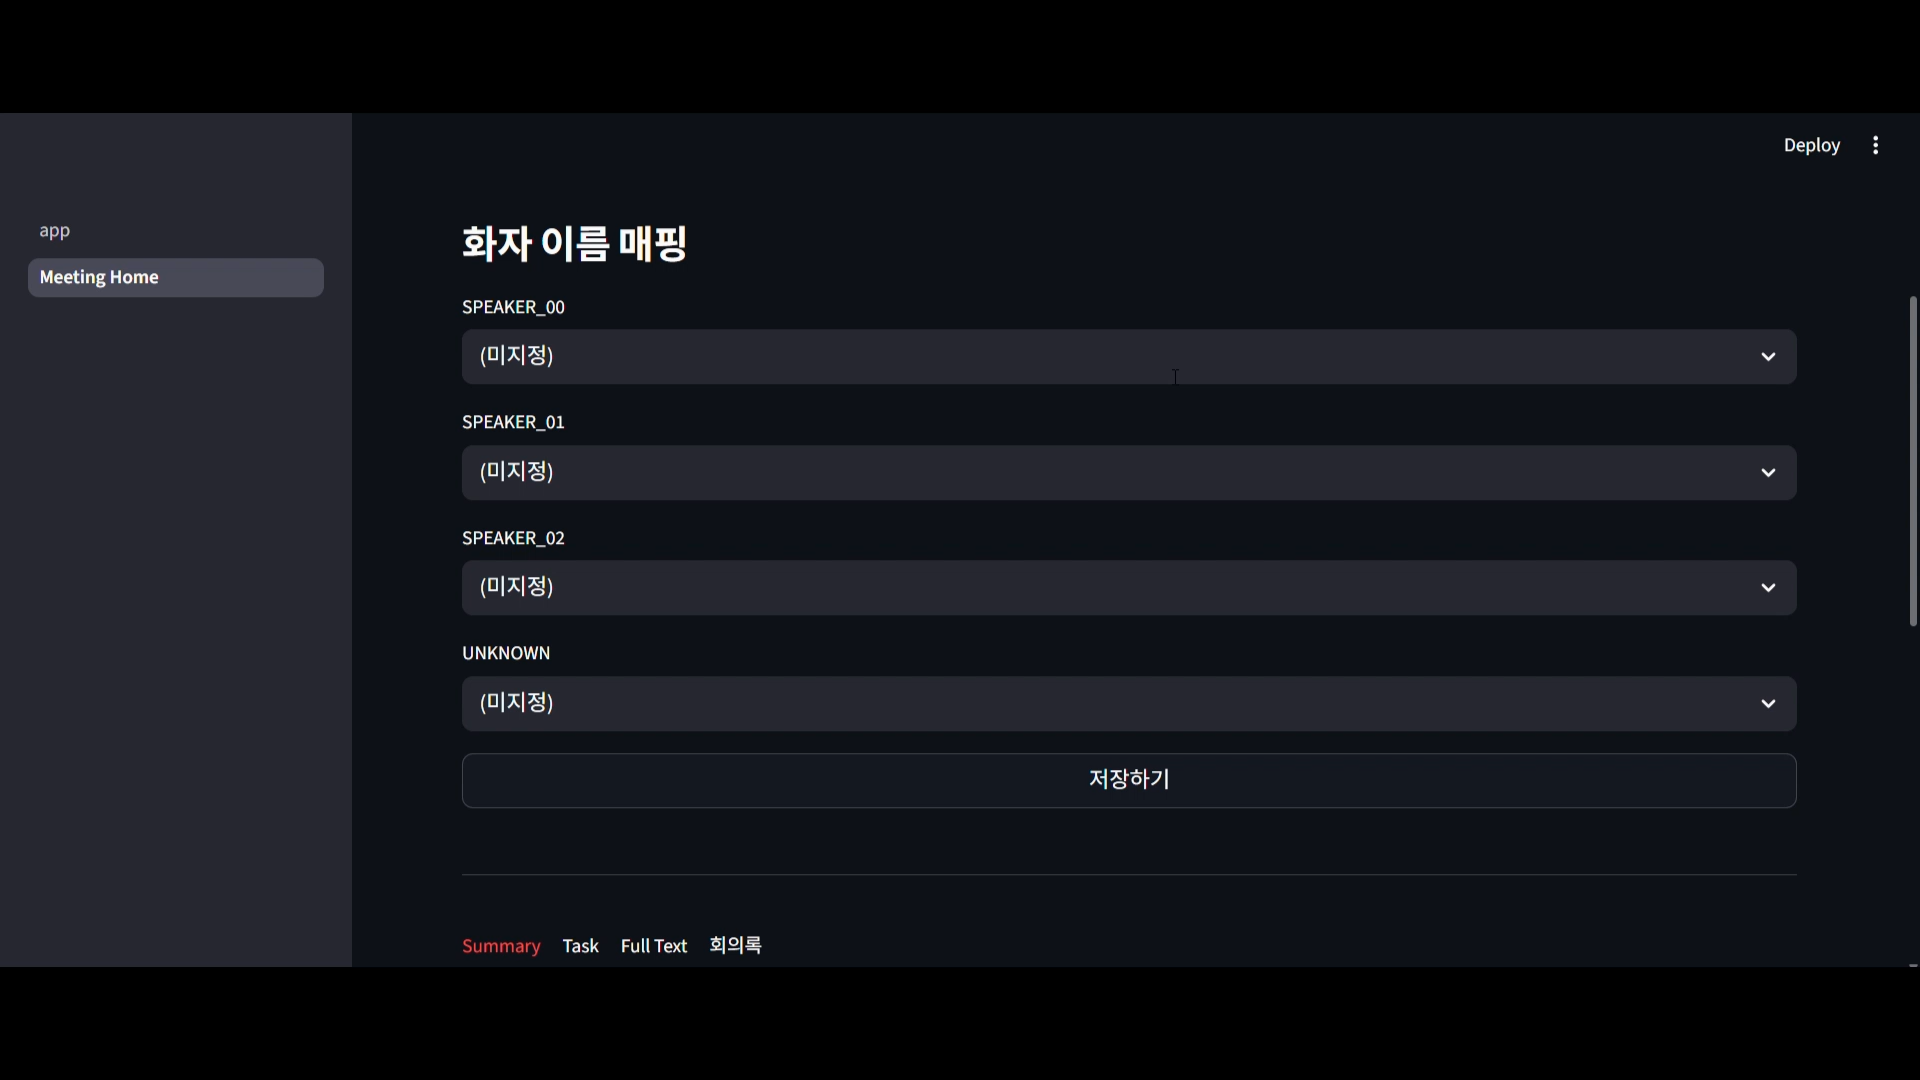 Deploy
app
Meeting Home
화자 이름 매핑
SPEAKER_00
(미지정)
SPEAKER_01
(미지정)
SPEAKER_02
(미지정)
UNKNOWN
(미지정)
저장하기
Summary Task Full Text 회의록